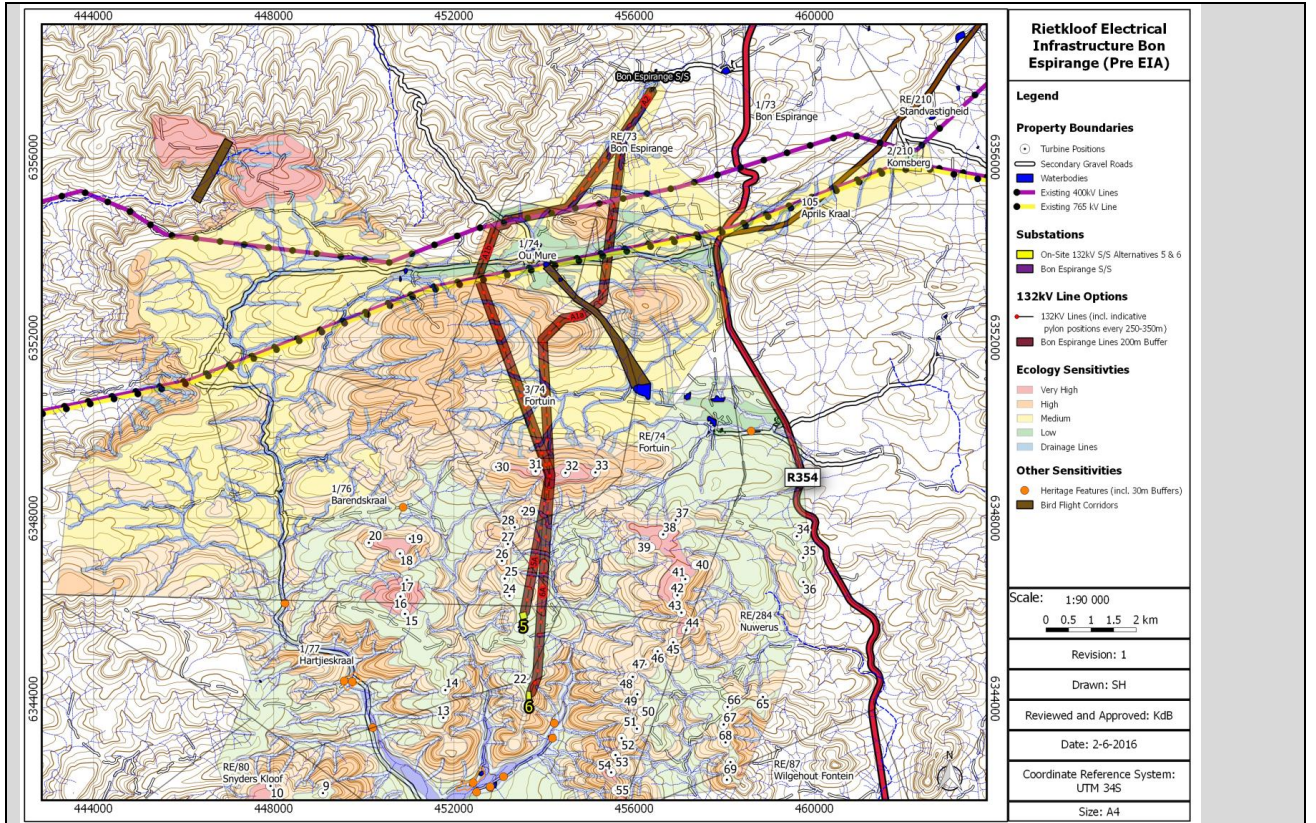 444000
448000
452000
456000
460000
Bon Espirange S/S
1/73
Bon Espirange
RE/210
Standvastigheid
RE/73
Bon Espirange
2/210
Komsberg
6356000
6356000
105
Aprils Kraal
1/74
Ou Mure
6352000
6352000
3/74
Fortuin
RE/74
Fortuin
30
31
32
33
R354
1/76
Barendskraal
6348000
6348000
29
28
27
26
25
24
20
19
18
17
16
15
37
38
39
40
41
42
43
44
45
34
35
36
5
RE/284
Nuwerus
1/77
Hartjieskraal
46
47
48
49
50
51
52
53
54
55
22
6
14
13
66
65
67
68
69
6344000
6344000
RE/80
Snyders Kloof
10
9
RE/87
Wilgehout Fontein
N
444000
448000
452000
456000
460000
Rietkloof Electrical
Infrastructure Bon
Espirange (Pre EIA)
Legend
Property Boundaries
Turbine Positions
Secondary Gravel Roads
Waterbodies
Existing 400kV Lines
Existing 765 kV Line
Substations
On-Site 132kV S/S Alternatives 5 & 6
Bon Espirange S/S
132kV Line Options
132KV Lines (incl. indicative
pylon positions every 250-350m)
Bon Espirange Lines 200m Buffer
Ecology Sensitivties
Very High
High
Medium
Low
Drainage Lines
Other Sensitivities
Heritage Features (incl. 30m Buffers)
Bird Flight Corridors
Scale: 1:90 000
0 0.5 1 1.5 2 km
Revision: 1
Drawn: SH
Reviewed and Approved: KdB
Date: 2-6-2016
Coordinate Reference System:
UTM 34S
Size: A4